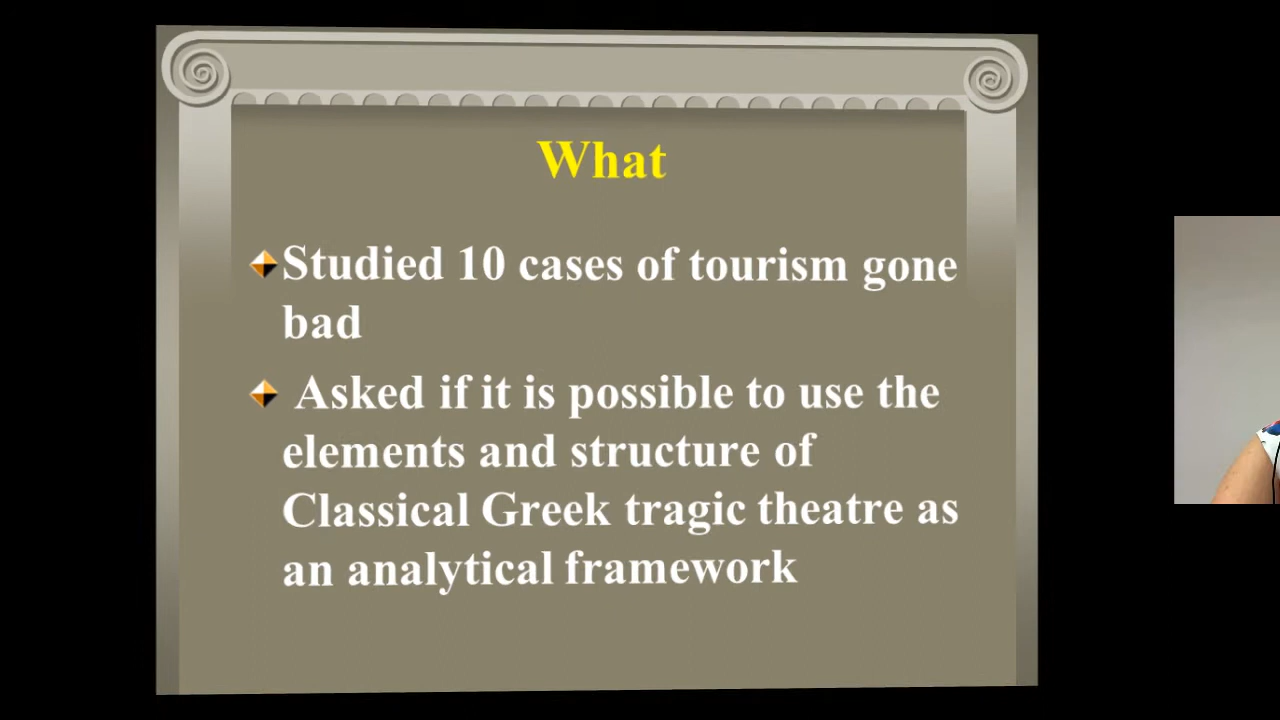 What
Studied 10 cases of tourism gone
bad
Asked if it is possible to use the
elements and structure of
Classical Greek tragic theatre as
an analytical framework